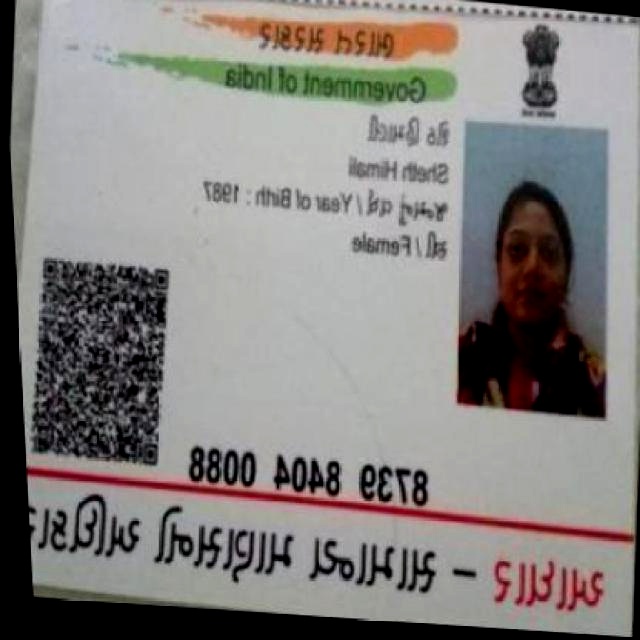 ભારત સરકાર
Government of India
શેઠ હિમાલી
Sheth Himali
જન્મનું વર્ષ / Year of Birth : 1987
સ્ત્રી / Female
8739 8404 0088
આધાર – સામાન્ય માણસનો અધિકાર